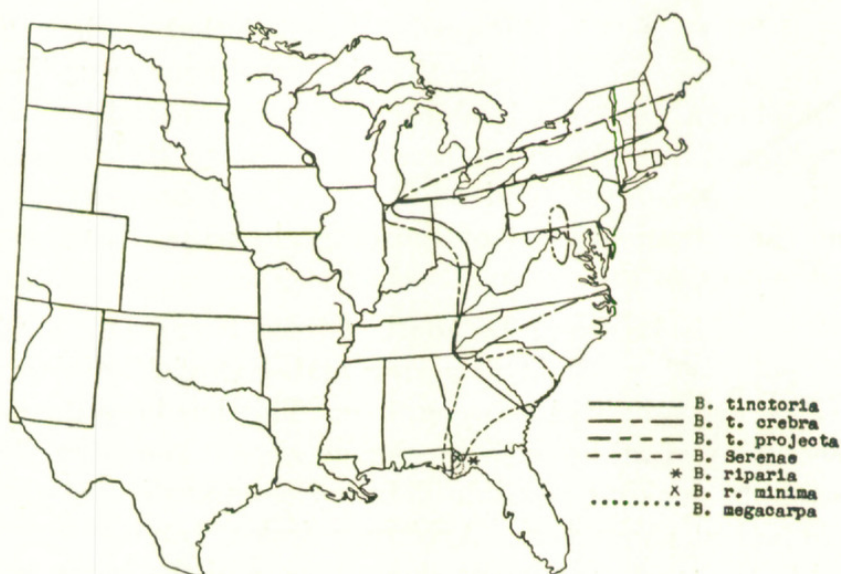 B. tinctoria
B. t. crebra
B. t. projecta
B. Serenae
* B. riparia
x B. r. minima
B. megacarpa